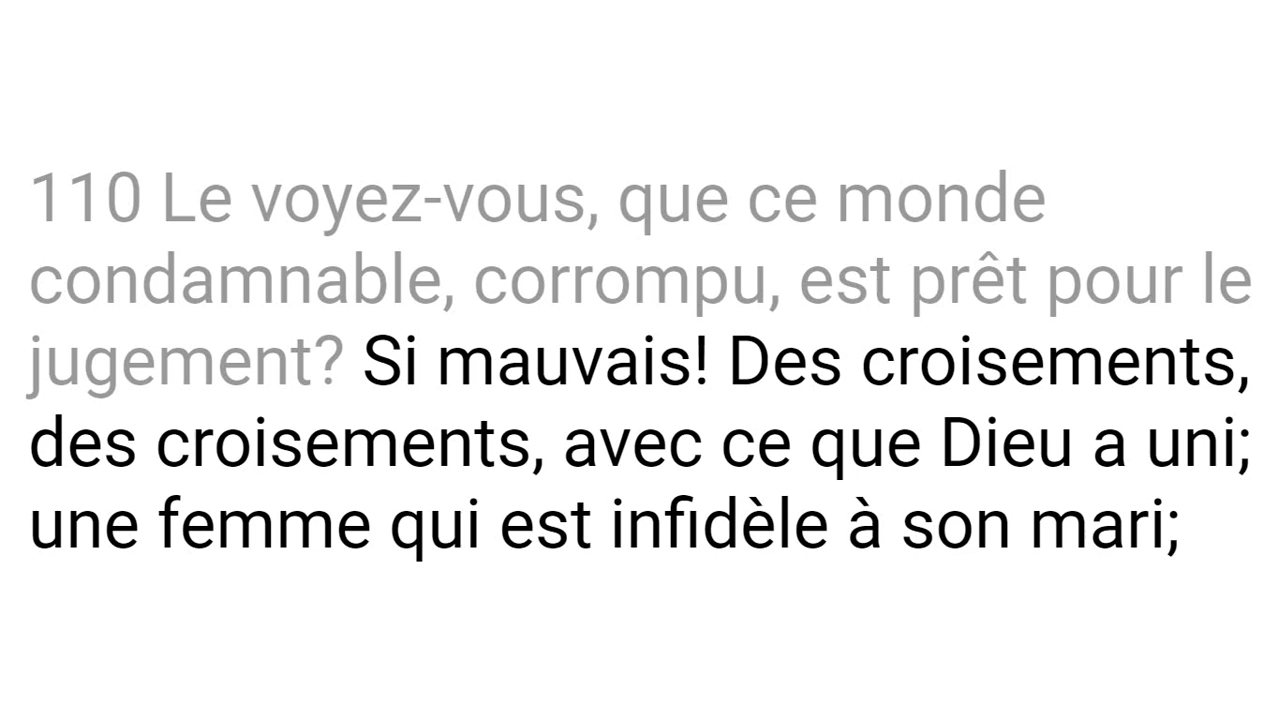 110 Le voyez-vous, que ce monde
condamnable, corrompu, est prêt pour le
jugement? Si mauvais! Des croisements,
des croisements, avec ce que Dieu a uni;
une femme qui est infidèle à son mari;